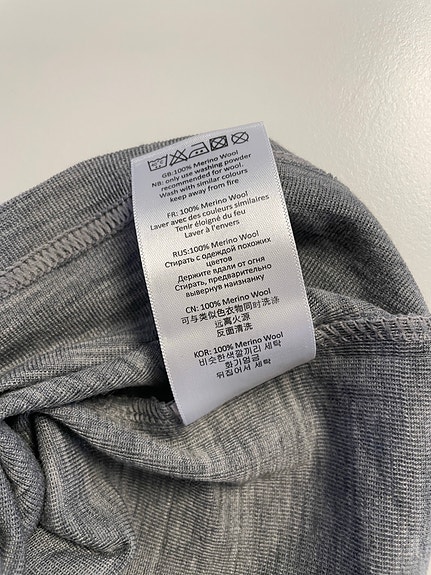 GB:100% Merino Wool
NB: only use washing powder
recommended for wool.
Wash with similar colours
keep away from fire
FR: 100% Merino Wool
Laver avec des couleurs similaires
Tenir éloigné du feu
Laver à l'envers
RUS:100% Merino Wool
Стирать с одеждой похожих
цветов
Держите вдали от огня
Стирать, предварительно
вывернув наизнанку
CN: 100% Merino Wool
可与类似色衣物同时洗涤
远离火源
反面清洗
KOR: 100% Merino Wool
비슷한색깔끼리 세탁
화기엄금
뒤집어서 세탁